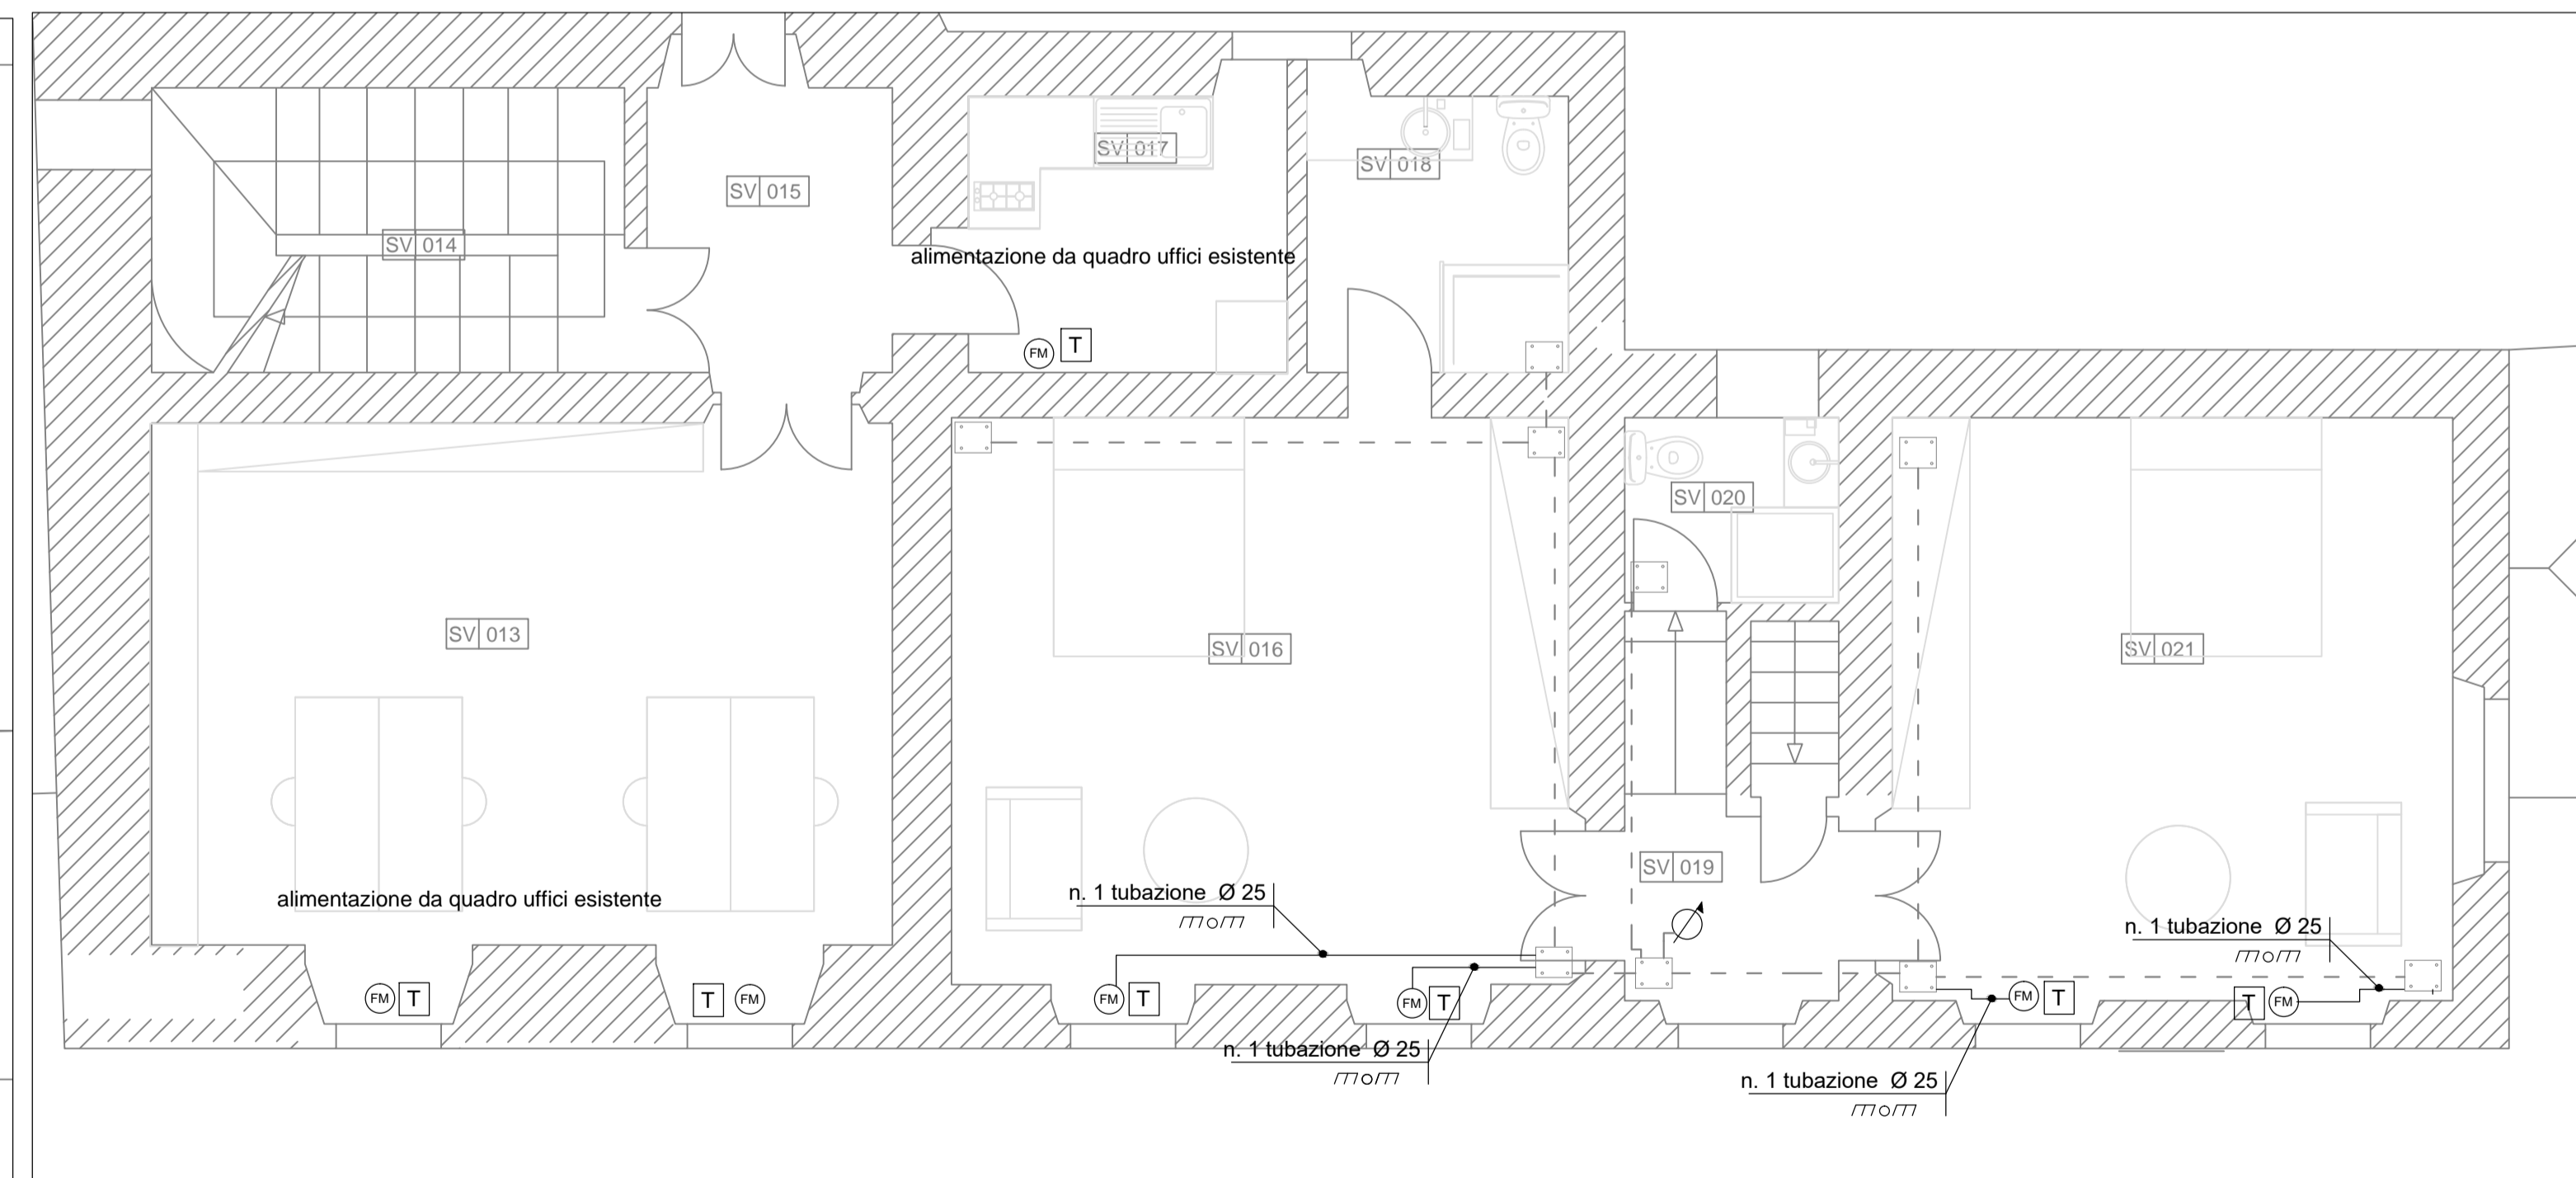 SV 017
SV 018
SV 015
SV 014
alimentazione da quadro uffici esistente
FM T
SV 020
SV 013
SV 016
SV 021
SV 019
alimentazione da quadro uffici esistente
n. 1 tubazione Ø 25
n. 1 tubazione Ø 25
FM T
T FM
FM T
FM T
FM T
T FM
n. 1 tubazione Ø 25
n. 1 tubazione Ø 25